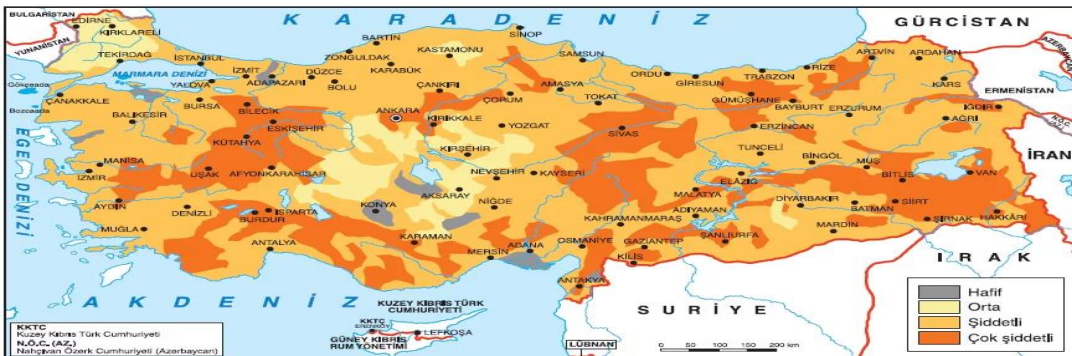 BULGARİSTAN
KARADENİZ
GÜRCİSTAN
EDİRNE
KIRKLARELİ
YUNANİSTAN
TEKİRDAĞ
İSTANBUL
MARMARA DENİZİ
YALOVA
İZMİT
ADAPAZARI
DÜZCE
BOLU
ZONGULDAK
BARTIN
KARABÜK
KASTAMONU
SİNOP
SAMSUN
ORDU
GİRESUN
TRABZON
RİZE
ARTVİN
ARDAHAN
KARS
AZERBAYCAN
ERMENİSTAN
Gökçeada
Bozcaada
ÇANAKKALE
BALIKESİR
BURSA
BİLECİK
ESKİŞEHİR
KÜTAHYA
ANKARA
ÇANKIRI
KIRIKKALE
ÇORUM
AMASYA
TOKAT
YOZGAT
SİVAS
GÜMÜŞHANE
BAYBURT
ERZURUM
ERZİNCAN
IĞDIR
AĞRI
N.Ö.C.
(AZ.)
İRAN
EGE DENİZİ
MANİSA
İZMİR
UŞAK
AFYONKARAHİSAR
KIRŞEHİR
NEVŞEHİR
KAYSERİ
AKSARAY
NİĞDE
KONYA
TUNCELİ
BİNGÖL
MUŞ
ELAZIĞ
BİTLİS
VAN
MALATYA
DİYARBAKIR
BATMAN
SİİRT
ŞIRNAK
HAKKÂRİ
AYDIN
DENİZLİ
MUĞLA
BURDUR
ISPARTA
ANTALYA
KARAMAN
MERSİN
ADANA
OSMANİYE
KAHRAMANMARAŞ
GAZİANTEP
KİLİS
ADIYAMAN
ŞANLIURFA
MARDİN
ANTAKYA
AKDENİZ
KUZEY KIBRIS TÜRK
CUMHURİYETİ
KKTC
ERENKÖY
LEFKOŞA
GÜNEY KIBRIS
RUM YÖNETİMİ
LÜBNAN
SURİYE
IRAK
0 50 100 200 km
Hafif
Orta
Şiddetli
Çok şiddetli
KKTC
Kuzey Kıbrıs Türk Cumhuriyeti
N.Ö.C. (AZ.)
Nahçıvan Özerk Cumhuriyeti (Azerbaycan)